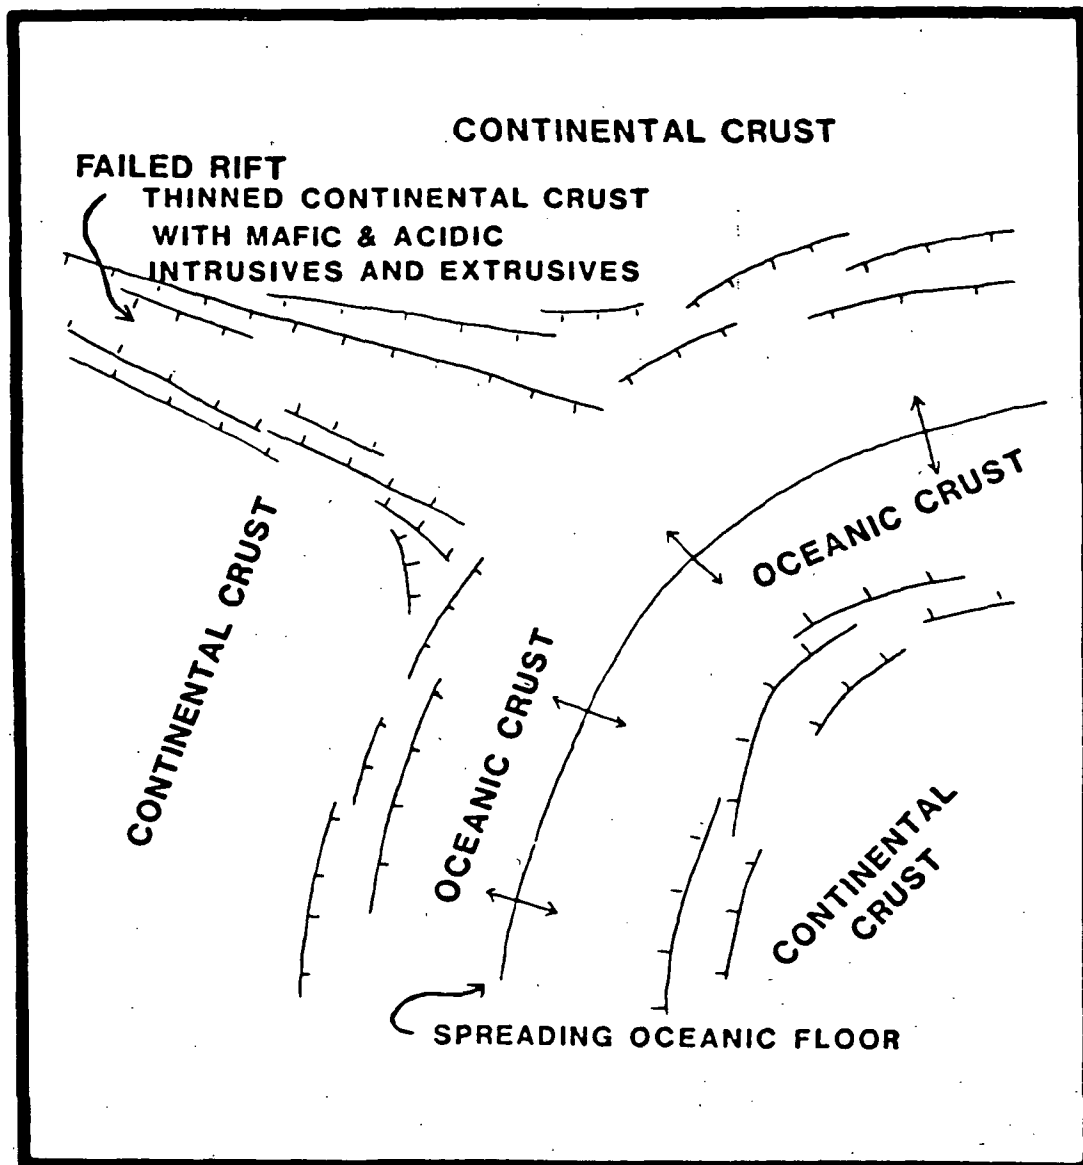 CONTINENTAL CRUST
FAILED RIFT
THINNED CONTINENTAL CRUST
WITH MAFIC & ACIDIC
INTRUSIVES AND EXTRUSIVES
OCEANIC CRUST
CONTINENTAL CRUST
OCEANIC CRUST
CONTINENTAL
CRUST
SPREADING OCEANIC FLOOR